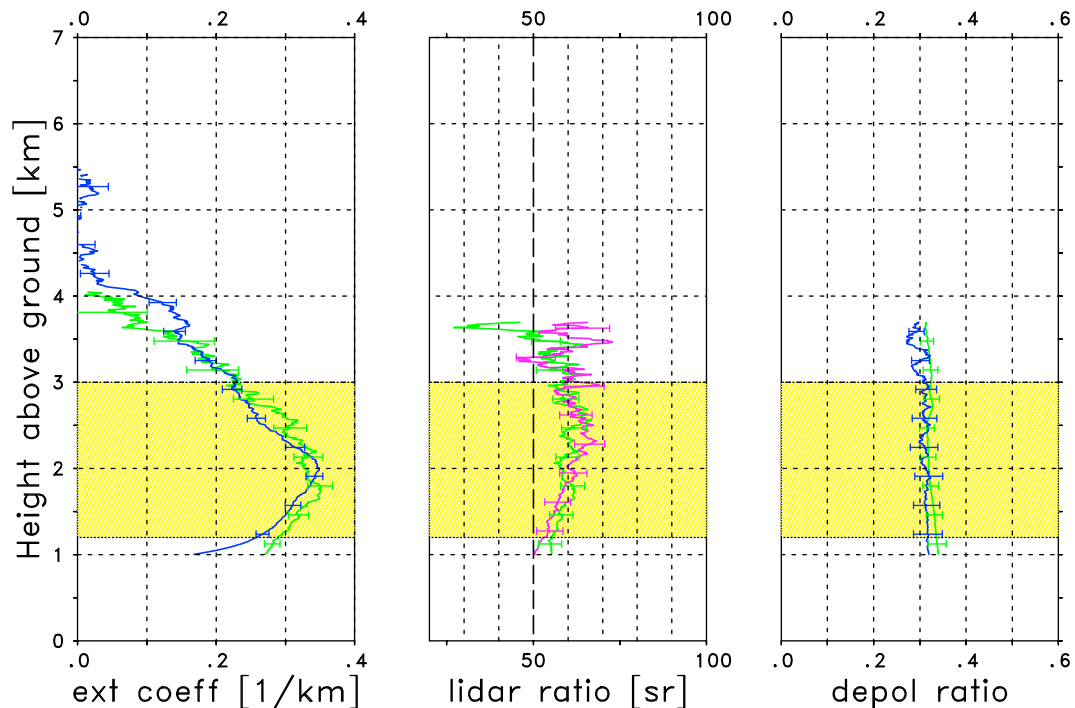 .0 .2 .4 50 100 .0 .2 .4 .6
7
6
5
4
3
2
1
0
Height above ground [km]
.0 .2 .4 50 100 .0 .2 .4 .6
ext coeff [1/km] lidar ratio [sr] depol ratio